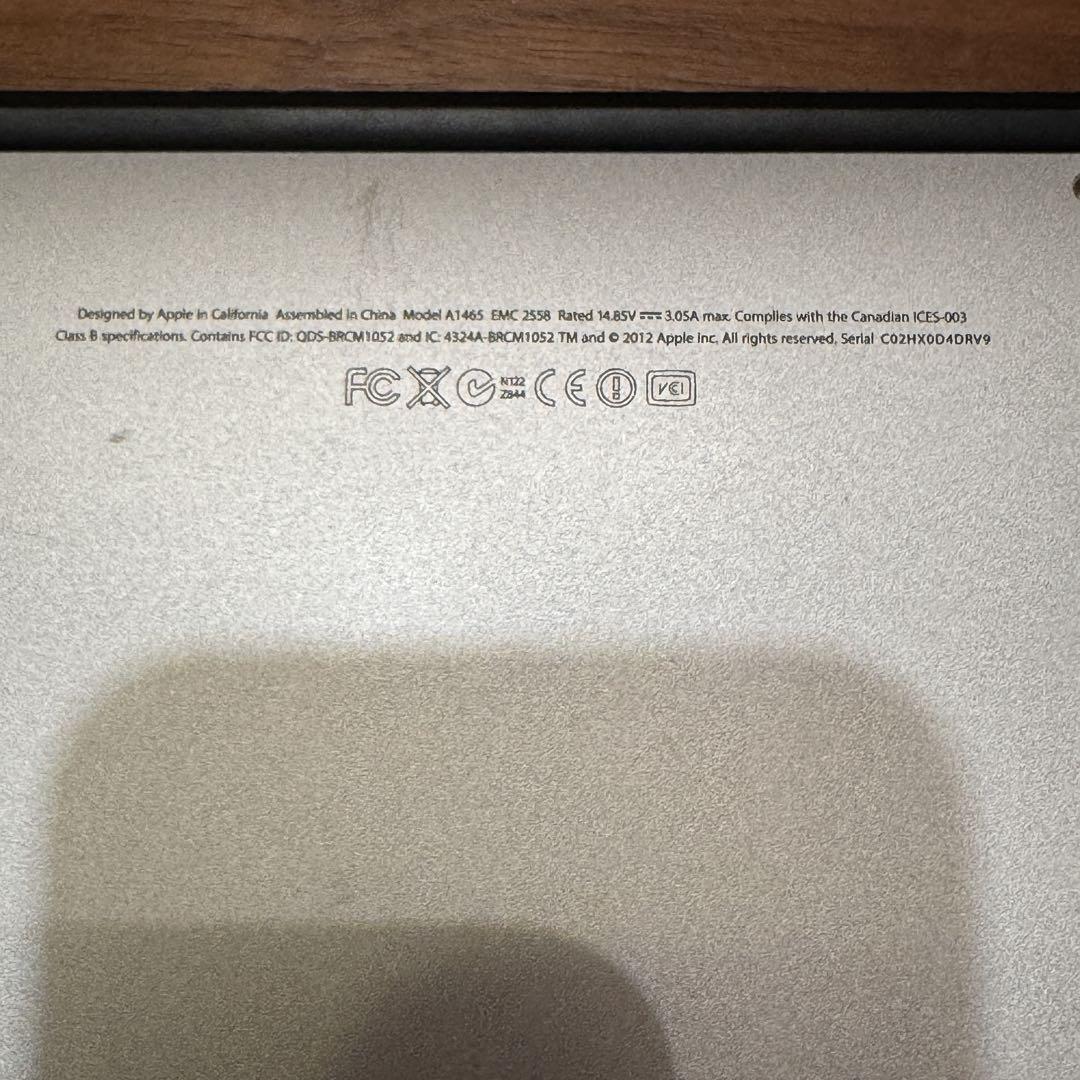 Designed by Apple in California Assembled in China Model A1465 EMC 2558 Rated 14.85V ⎓ 3.05A max. Complies with the Canadian ICES-003
Class B specifications. Contains FCC ID: QDS-BRCM1052 and IC: 4324A-BRCM1052 TM and © 2012 Apple Inc. All rights reserved. Serial C02HX0D4DRV9
FC N122 CE VCI
Z844